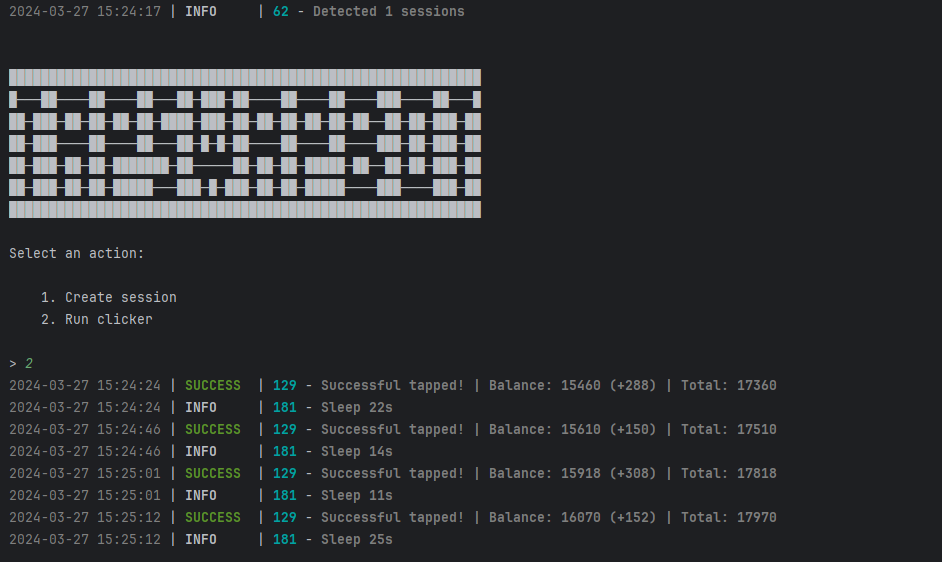 2024-03-27 15:24:17 | INFO     | 62 - Detected 1 sessions
TAPSWAPBOT
Select an action:
1. Create session
2. Run clicker
> 2
2024-03-27 15:24:24 | SUCCESS  | 129 - Successful tapped! | Balance: 15460 (+288) | Total: 17360
2024-03-27 15:24:24 | INFO     | 181 - Sleep 22s
2024-03-27 15:24:46 | SUCCESS  | 129 - Successful tapped! | Balance: 15610 (+150) | Total: 17510
2024-03-27 15:24:46 | INFO     | 181 - Sleep 14s
2024-03-27 15:25:01 | SUCCESS  | 129 - Successful tapped! | Balance: 15918 (+308) | Total: 17818
2024-03-27 15:25:01 | INFO     | 181 - Sleep 11s
2024-03-27 15:25:12 | SUCCESS  | 129 - Successful tapped! | Balance: 16070 (+152) | Total: 17970
2024-03-27 15:25:12 | INFO     | 181 - Sleep 25s